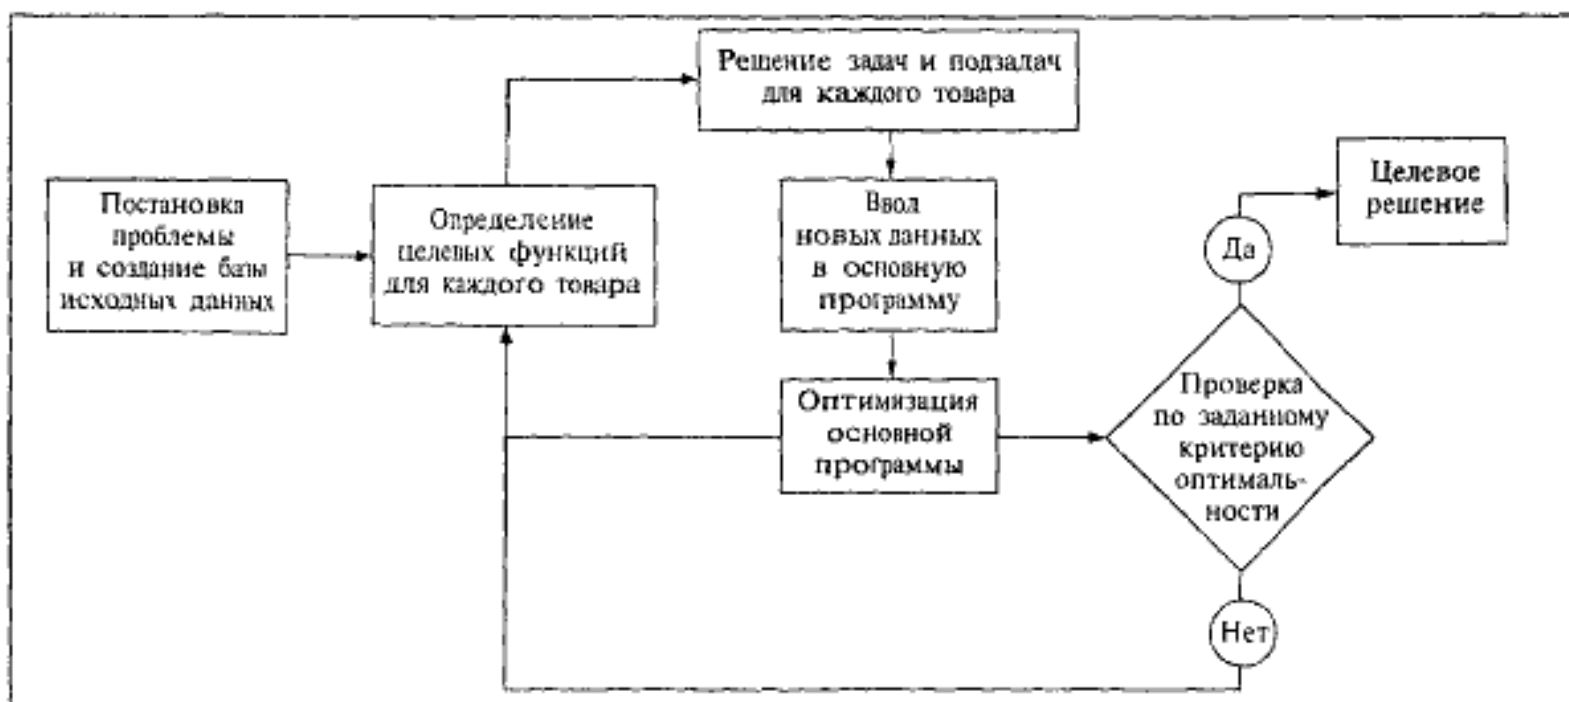 Решение задач и подзадач
для каждого товара
Постановка
проблемы
и создание базы
исходных данных
Определение
целевых функций
для каждого товара
Ввод
новых данных
в основную
программу
Целевое
решение
Да
Оптимизация
основной
программы
Проверка
по заданному
критерию
оптималь-
ности
Нет